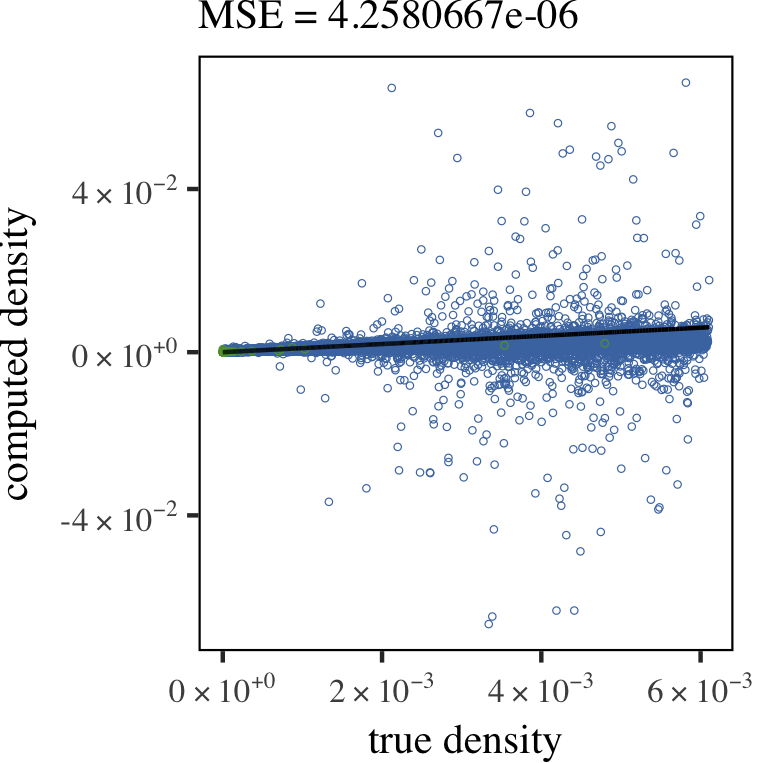 MSE = 4.2580667e-06
computed density
4 × 10⁻²
0 × 10⁺⁰
-4 × 10⁻²
0 × 10⁺⁰ 2 × 10⁻³ 4 × 10⁻³ 6 × 10⁻³
true density